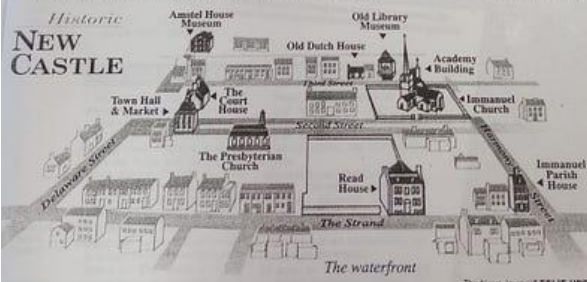 Historic
NEW
CASTLE
Amstel House
Museum
Old Library
Museum
Old Dutch House
Academy
Building
Third Street
Town Hall
& Market
The
Court
House
Immanuel
Church
Second Street
The Presbyterian
Church
Harmony Street
Delaware Street
Read
House
Immanuel
Parish
House
The Strand
The waterfront